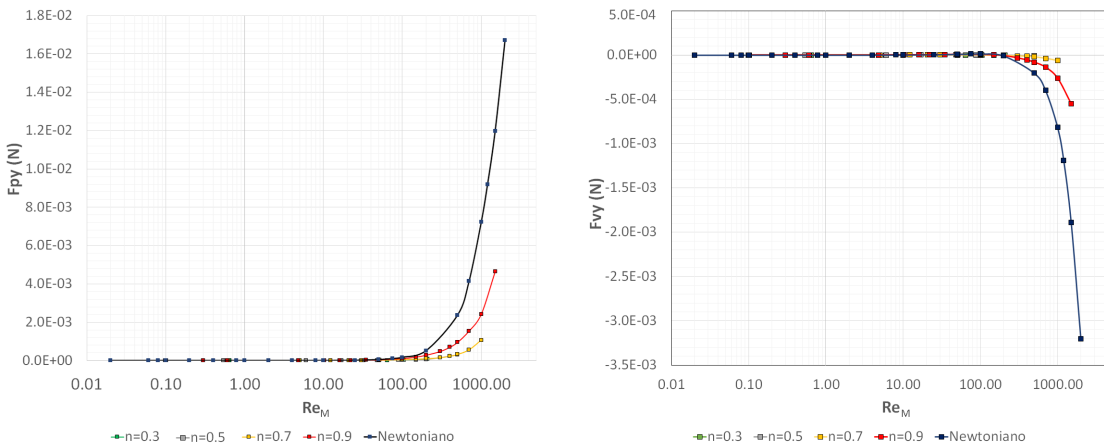 1.8E-02
1.6E-02
1.4E-02
1.2E-02
1.0E-02
8.0E-03
6.0E-03
4.0E-03
2.0E-03
0.0E+00
Fpy (N)
0.01 0.10 1.00 10.00 100.00 1000.00
Re_M
n=0.3 n=0.5 n=0.7 n=0.9 Newtoniano
5.0E-04
0.0E+00
-5.0E-04
-1.0E-03
-1.5E-03
-2.0E-03
-2.5E-03
-3.0E-03
-3.5E-03
Fvy (N)
0.01 0.10 1.00 10.00 100.00 1000.00
Re_M
n=0.3 n=0.5 n=0.7 n=0.9 Newtoniano